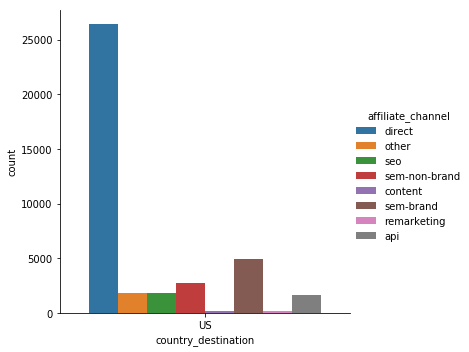 25000
20000
15000
10000
5000
0
count
US
country_destination
affiliate_channel
direct
other
seo
sem-non-brand
content
sem-brand
remarketing
api